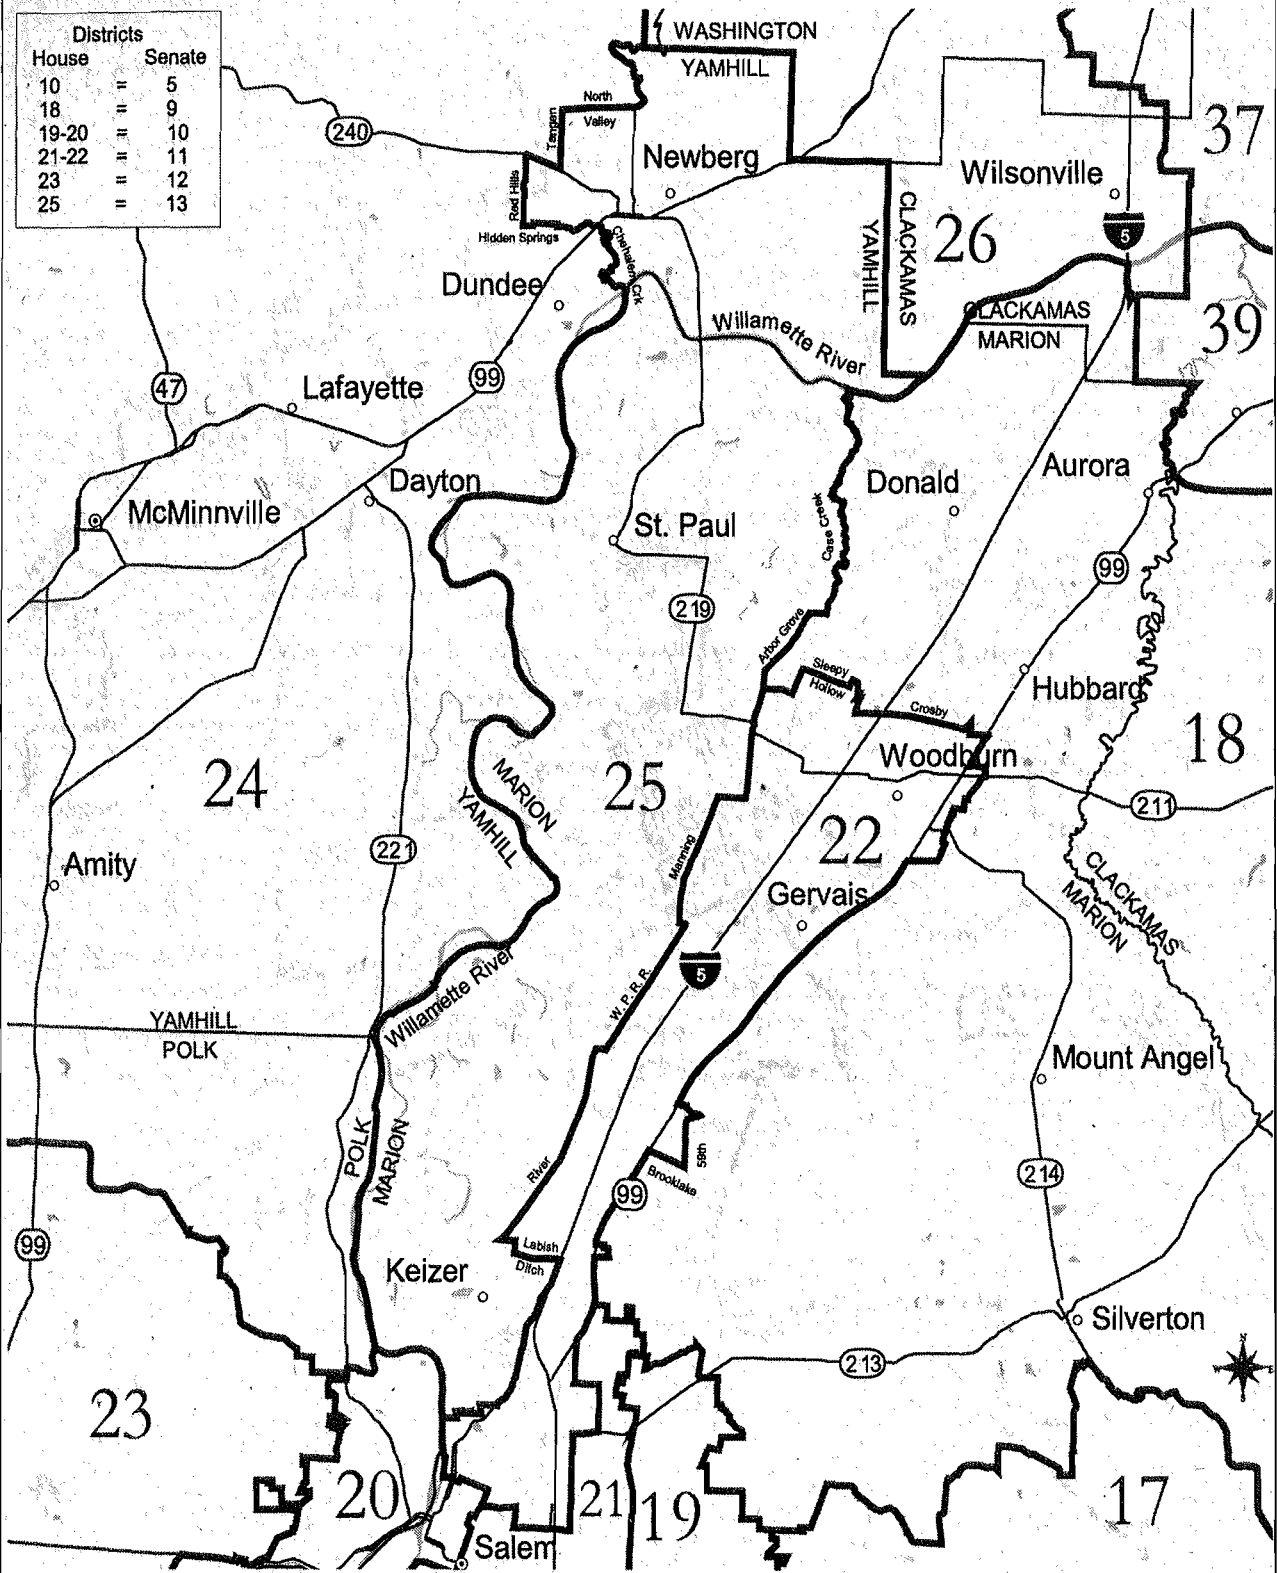 Districts
House Senate
10 = 5
18 = 9
19-20 = 10
21-22 = 11
23 = 12
25 = 13
WASHINGTON
YAMHILL
North
Valley
Tangen
240
Newberg
37
Wilsonville
Red Hills
Hidden Springs
Chehalem Crk
CLACKAMAS
YAMHILL
26
5
Dundee
Willamette River
CLACKAMAS
MARION
39
47
Lafayette
99
Dayton
McMinnville
St. Paul
Donald
Aurora
Case Creek
99
219
Arbor Grove
Sleepy
Hollow
Crosby
Hubbard
18
24
MARION
YAMHILL
25
Woodburn
211
22
221
Manning
Amity
Gervais
CLACKAMAS
MARION
5
W.P.R.R.
Willamette River
YAMHILL
POLK
Mount Angel
POLK
MARION
59th
Brooklake
River
99
214
99
Labish
Ditch
Keizer
Silverton
213
N
23
20
21
19
17
Salem